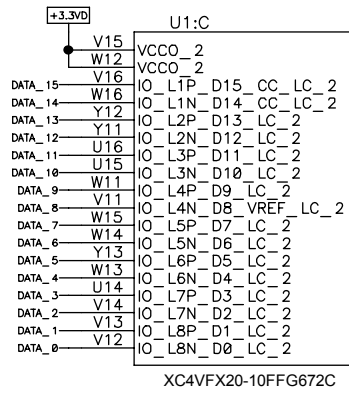 +3.3VD
U1:C
V15 VCCO_2
W12 VCCO_2
DATA_15 V16 IO_L1P_D15_CC_LC_2
DATA_14 W16 IO_L1N_D14_CC_LC_2
DATA_13 Y12 IO_L2P_D13_LC_2
DATA_12 Y11 IO_L2N_D12_LC_2
DATA_11 U16 IO_L3P_D11_LC_2
DATA_10 U15 IO_L3N_D10_LC_2
DATA_9 W11 IO_L4P_D9_LC_2
DATA_8 V11 IO_L4N_D8_VREF_LC_2
DATA_7 W15 IO_L5P_D7_LC_2
DATA_6 W14 IO_L5N_D6_LC_2
DATA_5 Y13 IO_L6P_D5_LC_2
DATA_4 W13 IO_L6N_D4_LC_2
DATA_3 U14 IO_L7P_D3_LC_2
DATA_2 V14 IO_L7N_D2_LC_2
DATA_1 V13 IO_L8P_D1_LC_2
DATA_0 V12 IO_L8N_D0_LC_2
XC4VFX20-10FFG672C